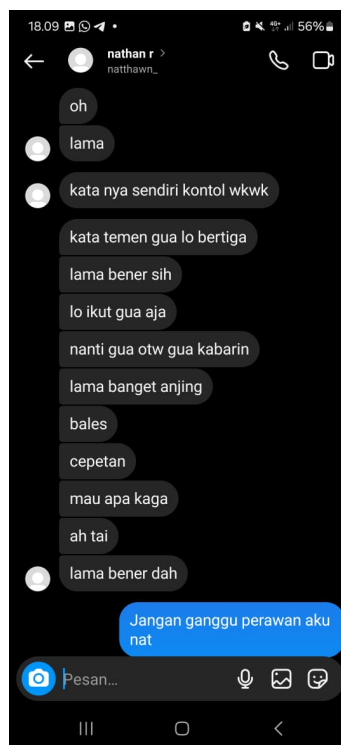 18.09
4G+
56%
nathan r
natthawn_
oh
lama
kata nya sendiri kontol wkwk
kata temen gua lo bertiga
lama bener sih
lo ikut gua aja
nanti gua otw gua kabarin
lama banget anjing
bales
cepetan
mau apa kaga
ah tai
lama bener dah
Jangan ganggu perawan aku
nat
Pesan...